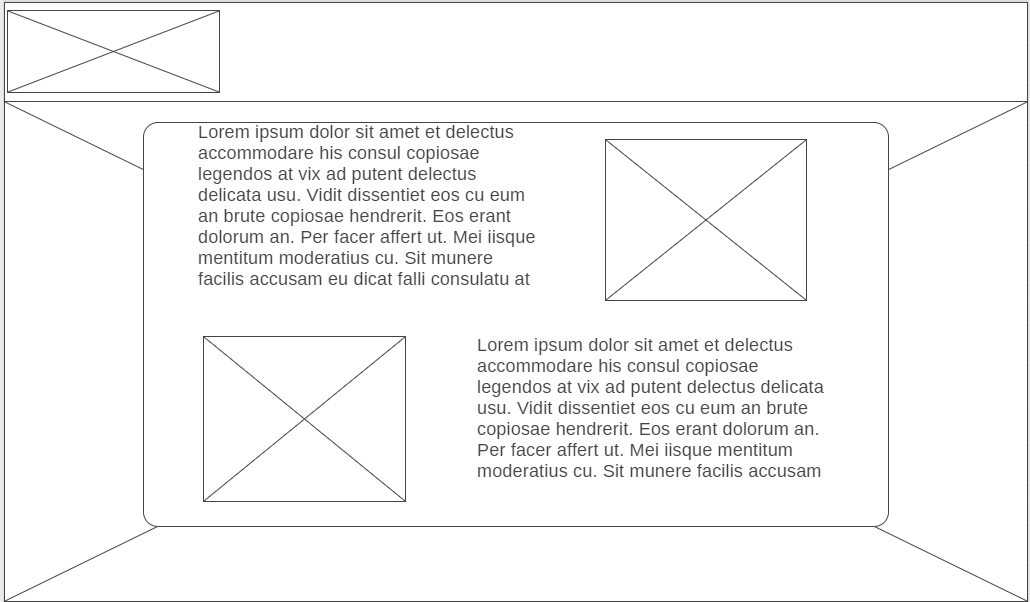 Lorem ipsum dolor sit amet et delectus
accommodare his consul copiosae
legendos at vix ad putent delectus
delicata usu. Vidit dissentiet eos cu eum
an brute copiosae hendrerit. Eos erant
dolorum an. Per facer affert ut. Mei iisque
mentitum moderatius cu. Sit munere
facilis accusam eu dicat falli consulatu at
Lorem ipsum dolor sit amet et delectus
accommodare his consul copiosae
legendos at vix ad putent delectus delicata
usu. Vidit dissentiet eos cu eum an brute
copiosae hendrerit. Eos erant dolorum an.
Per facer affert ut. Mei iisque mentitum
moderatius cu. Sit munere facilis accusam